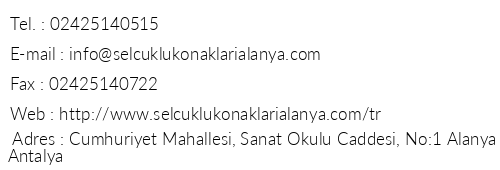 Tel. : 02425140515
E-mail : info@selcuklukonaklarialanya.com
Fax : 02425140722
Web : http://www.selcuklukonaklarialanya.com/tr
Adres : Cumhuriyet Mahallesi, Sanat Okulu Caddesi, No:1 Alanya
Antalya